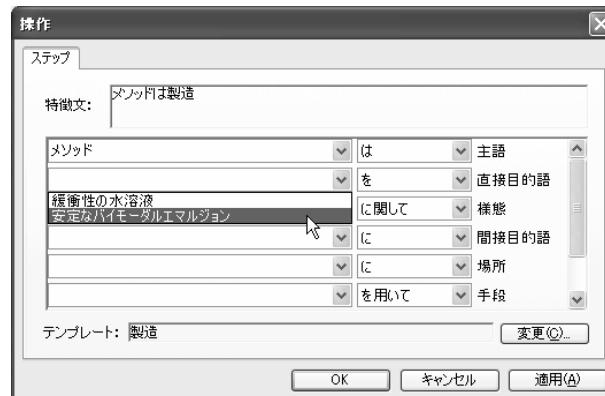 操作
ステップ
特徴文: メソッドは製造
メソッド は 主語
を 直接目的語
緩衝性の水溶液
安定なバイモーダルエマルジョン に関して 様態
に 間接目的語
に 場所
を用いて 手段
テンプレート: 製造 変更(C)...
OK キャンセル 適用(A)